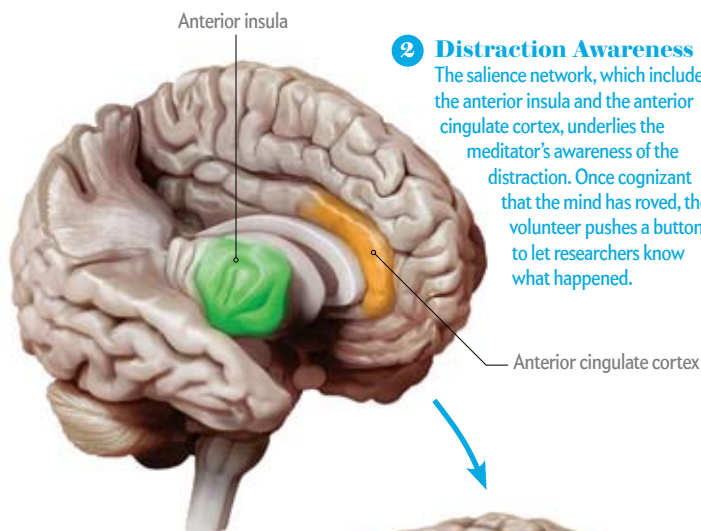 Anterior insula
2 Distraction Awareness
The salience network, which include
the anterior insula and the anterior
cingulate cortex, underlies the
meditator's awareness of the
distraction. Once cognizant
that the mind has roved, th
volunteer pushes a button
to let researchers know
what happened.
Anterior cingulate cortex